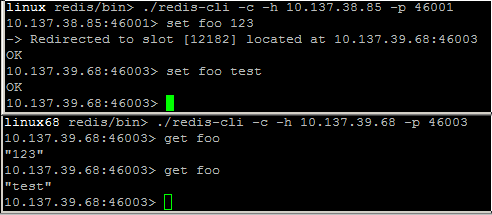 linux redis/bin> ./redis-cli -c -h 10.137.38.85 -p 46001
10.137.38.85:46001> set foo 123
-> Redirected to slot [12182] located at 10.137.39.68:46003
OK
10.137.39.68:46003> set foo test
OK
10.137.39.68:46003>
linux68 redis/bin> ./redis-cli -c -h 10.137.39.68 -p 46003
10.137.39.68:46003> get foo
"123"
10.137.39.68:46003> get foo
"test"
10.137.39.68:46003>